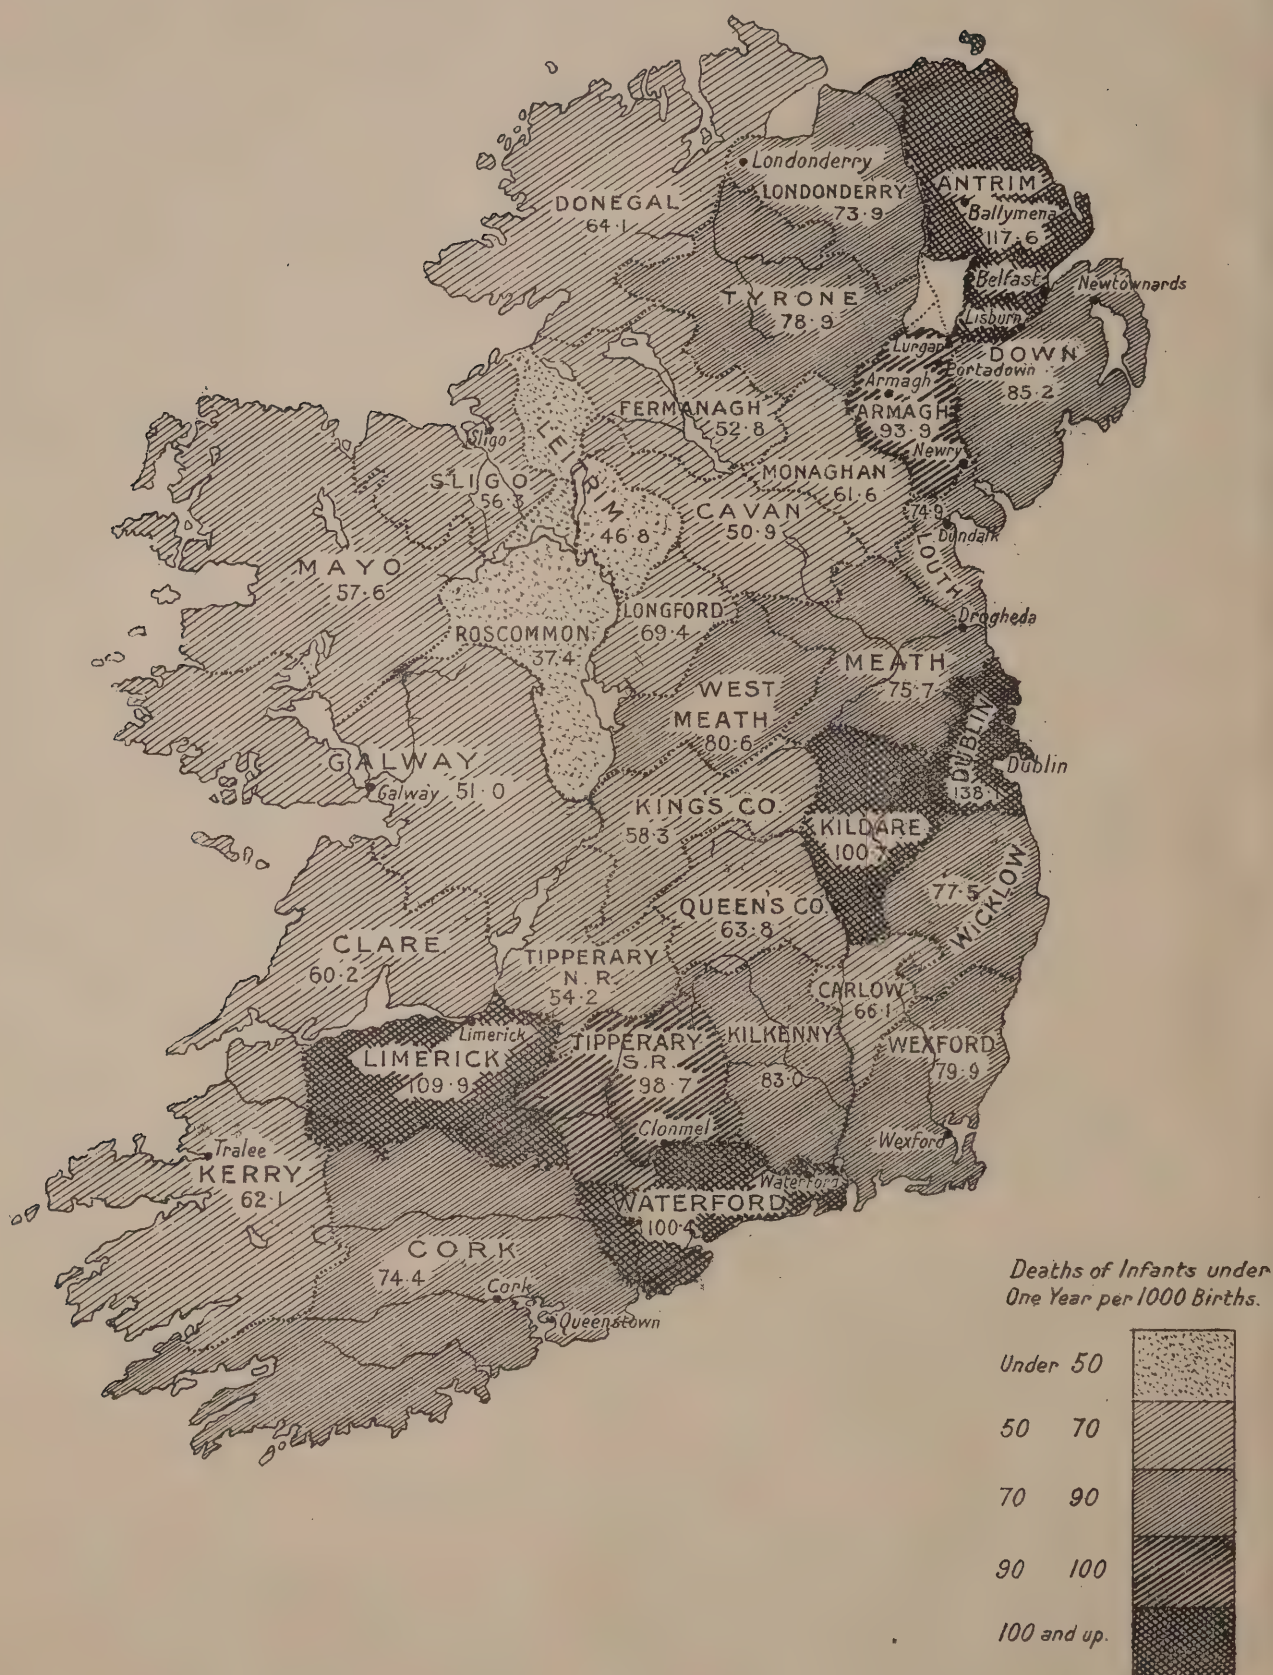 Londonderry
LONDONDERRY
73·9
DONEGAL
64·1
ANTRIM
Ballymena
117·6
Belfast
Newtownards
Lisburn
TYRONE
78·9
Lurgan
DOWN
Portadown
85·2
Armagh
ARMAGH
93·9
Newry
FERMANAGH
52·8
LEITRIM
46·8
Sligo
SLIGO
56·3
MONAGHAN
61·6
CAVAN
50·9
74·9
Dundalk
LOUTH
MAYO
57·6
LONGFORD
69·4
Drogheda
ROSCOMMON
37·4
MEATH
75·7
WEST
MEATH
80·6
DUBLIN
138·1
Dublin
GALWAY
Galway 51·0
KING'S CO.
58·3
KILDARE
100·
QUEEN'S CO.
63·8
77·5
WICKLOW
CLARE
60·2
TIPPERARY
N.R.
54·2
CARLOW
66·1
Limerick
LIMERICK
109·9
TIPPERARY
S.R.
98·7
KILKENNY
83·0
WEXFORD
79·9
Clonmel
Wexford
Tralee
KERRY
62·1
Waterford
WATERFORD
100·4
CORK
74·4
Cork
Queenstown
Deaths of Infants under
One Year per 1000 Births.
Under 50
50 70
70 90
90 100
100 and up.